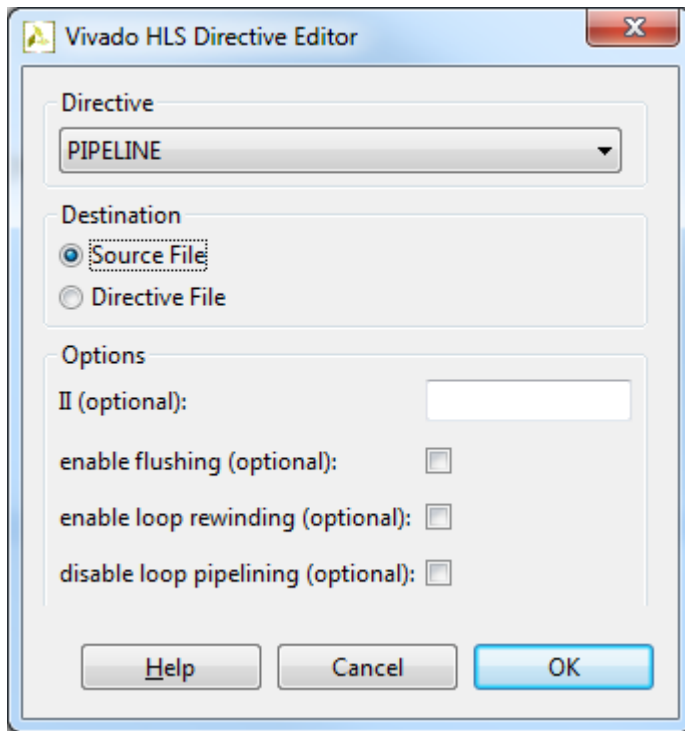 Vivado HLS Directive Editor
Directive
PIPELINE
Destination
Source File
Directive File
Options
II (optional):
enable flushing (optional):
enable loop rewinding (optional):
disable loop pipelining (optional):
Help Cancel OK